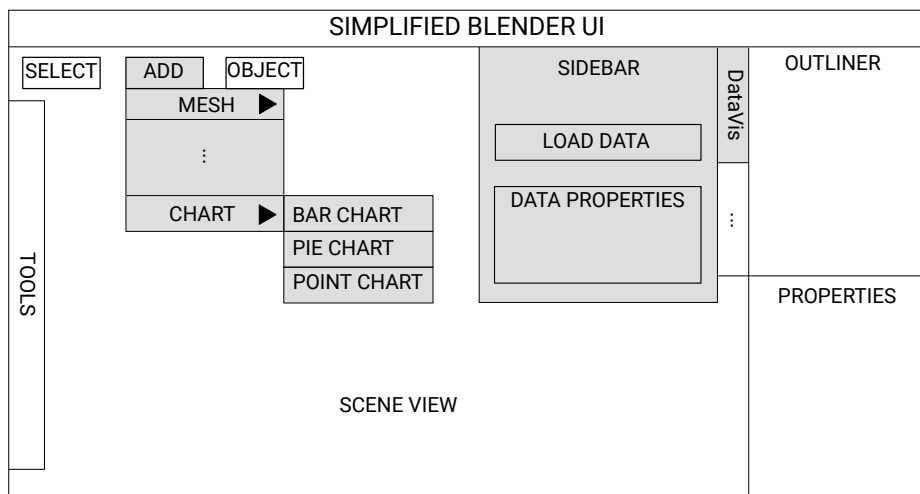 SIMPLIFIED BLENDER UI
SELECT
ADD
OBJECT
SIDEBAR
DataVis
OUTLINER
MESH
...
CHART
BAR CHART
PIE CHART
POINT CHART
LOAD DATA
DATA PROPERTIES
...
TOOLS
PROPERTIES
SCENE VIEW